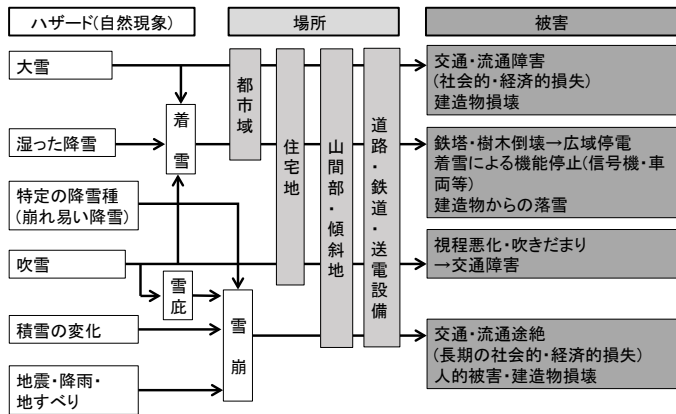 ハザード(自然現象)
場所
被害
大雪
湿った降雪
特定の降雪種
(崩れ易い降雪)
吹雪
積雪の変化
地震・降雨・
地すべり
着雪
雪庇
雪崩
都市域
住宅地
山間部・傾斜地
道路・鉄道・送電設備
交通・流通障害
(社会的・経済的損失)
建造物損壊
鉄塔・樹木倒壊→広域停電
着雪による機能停止(信号機・車
両等)
建造物からの落雪
視程悪化・吹きだまり
→交通障害
交通・流通途絶
(長期の社会的・経済的損失)
人的被害・建造物損壊